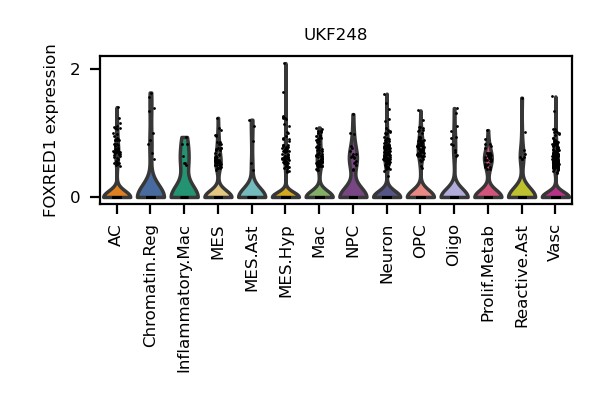 UKF248
FOXRED1 expression
2
0
AC
Chromatin.Reg
Inflammatory.Mac
MES
MES.Ast
MES.Hyp
Mac
NPC
Neuron
OPC
Oligo
Prolif.Metab
Reactive.Ast
Vasc